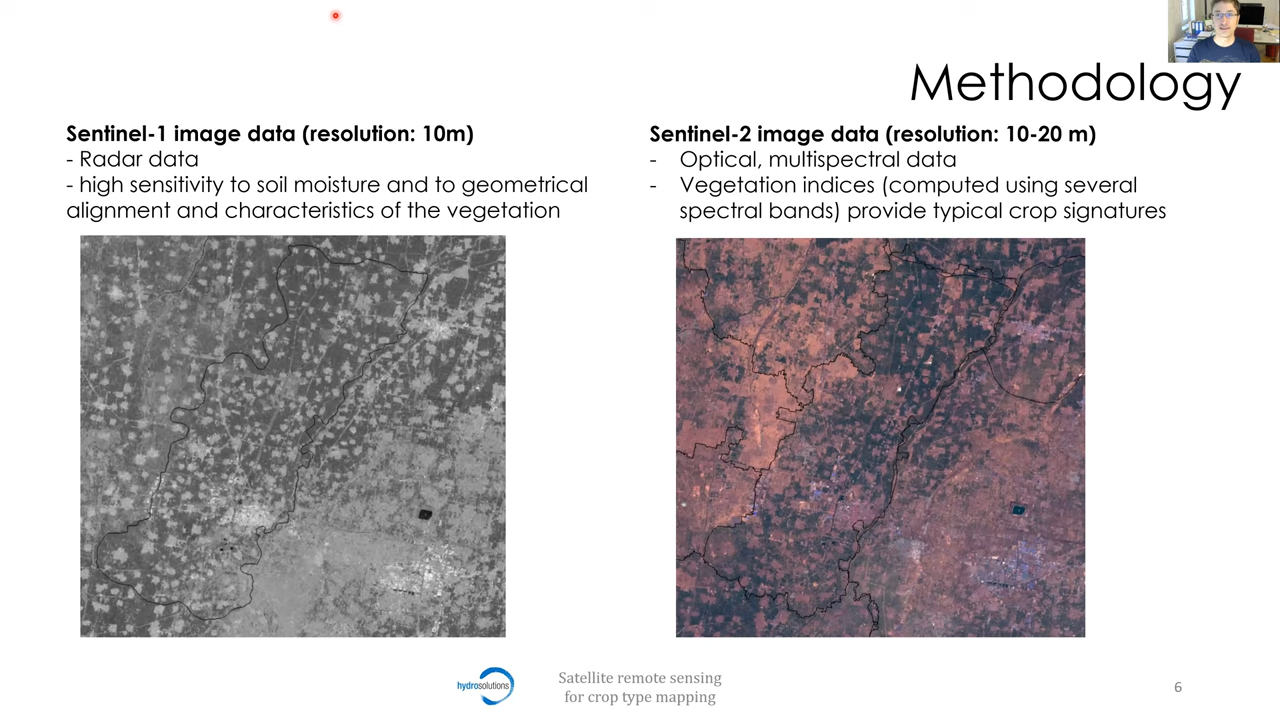 Methodology
Sentinel-1 image data (resolution: 10m)
- Radar data
- high sensitivity to soil moisture and to geometrical
alignment and characteristics of the vegetation
Sentinel-2 image data (resolution: 10-20 m)
- Optical, multispectral data
- Vegetation indices (computed using several
spectral bands) provide typical crop signatures
hydrosolutions
Satellite remote sensing
for crop type mapping
6